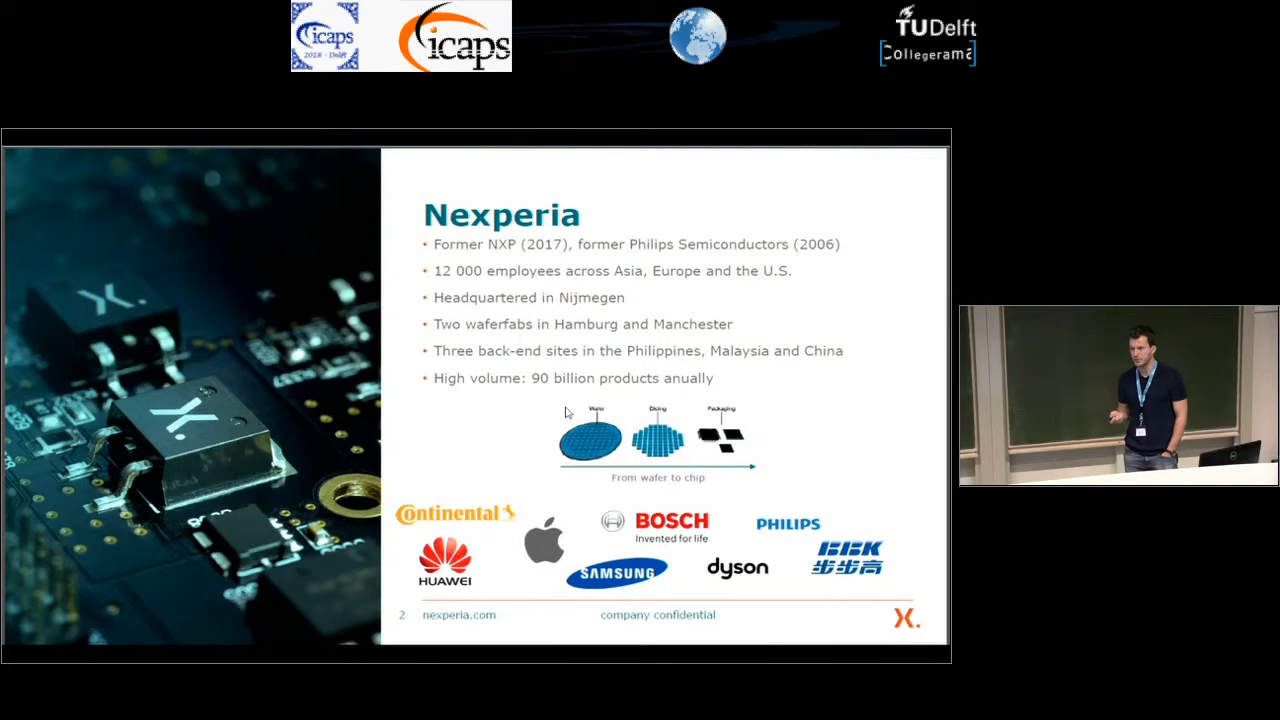 icaps
2018 - Delft
icaps
TU Delft
Collegerama
Nexperia
• Former NXP (2017), former Philips Semiconductors (2006)
• 12 000 employees across Asia, Europe and the U.S.
• Headquartered in Nijmegen
• Two waferfabs in Hamburg and Manchester
• Three back-end sites in the Philippines, Malaysia and China
• High volume: 90 billion products anually
Wafer Dicing Packaging
From wafer to chip
Continental
BOSCH
Invented for life
PHILIPS
HUAWEI
SAMSUNG
dyson
BBK
步步高
2 nexperia.com company confidential
X.
X.
X.
DELL